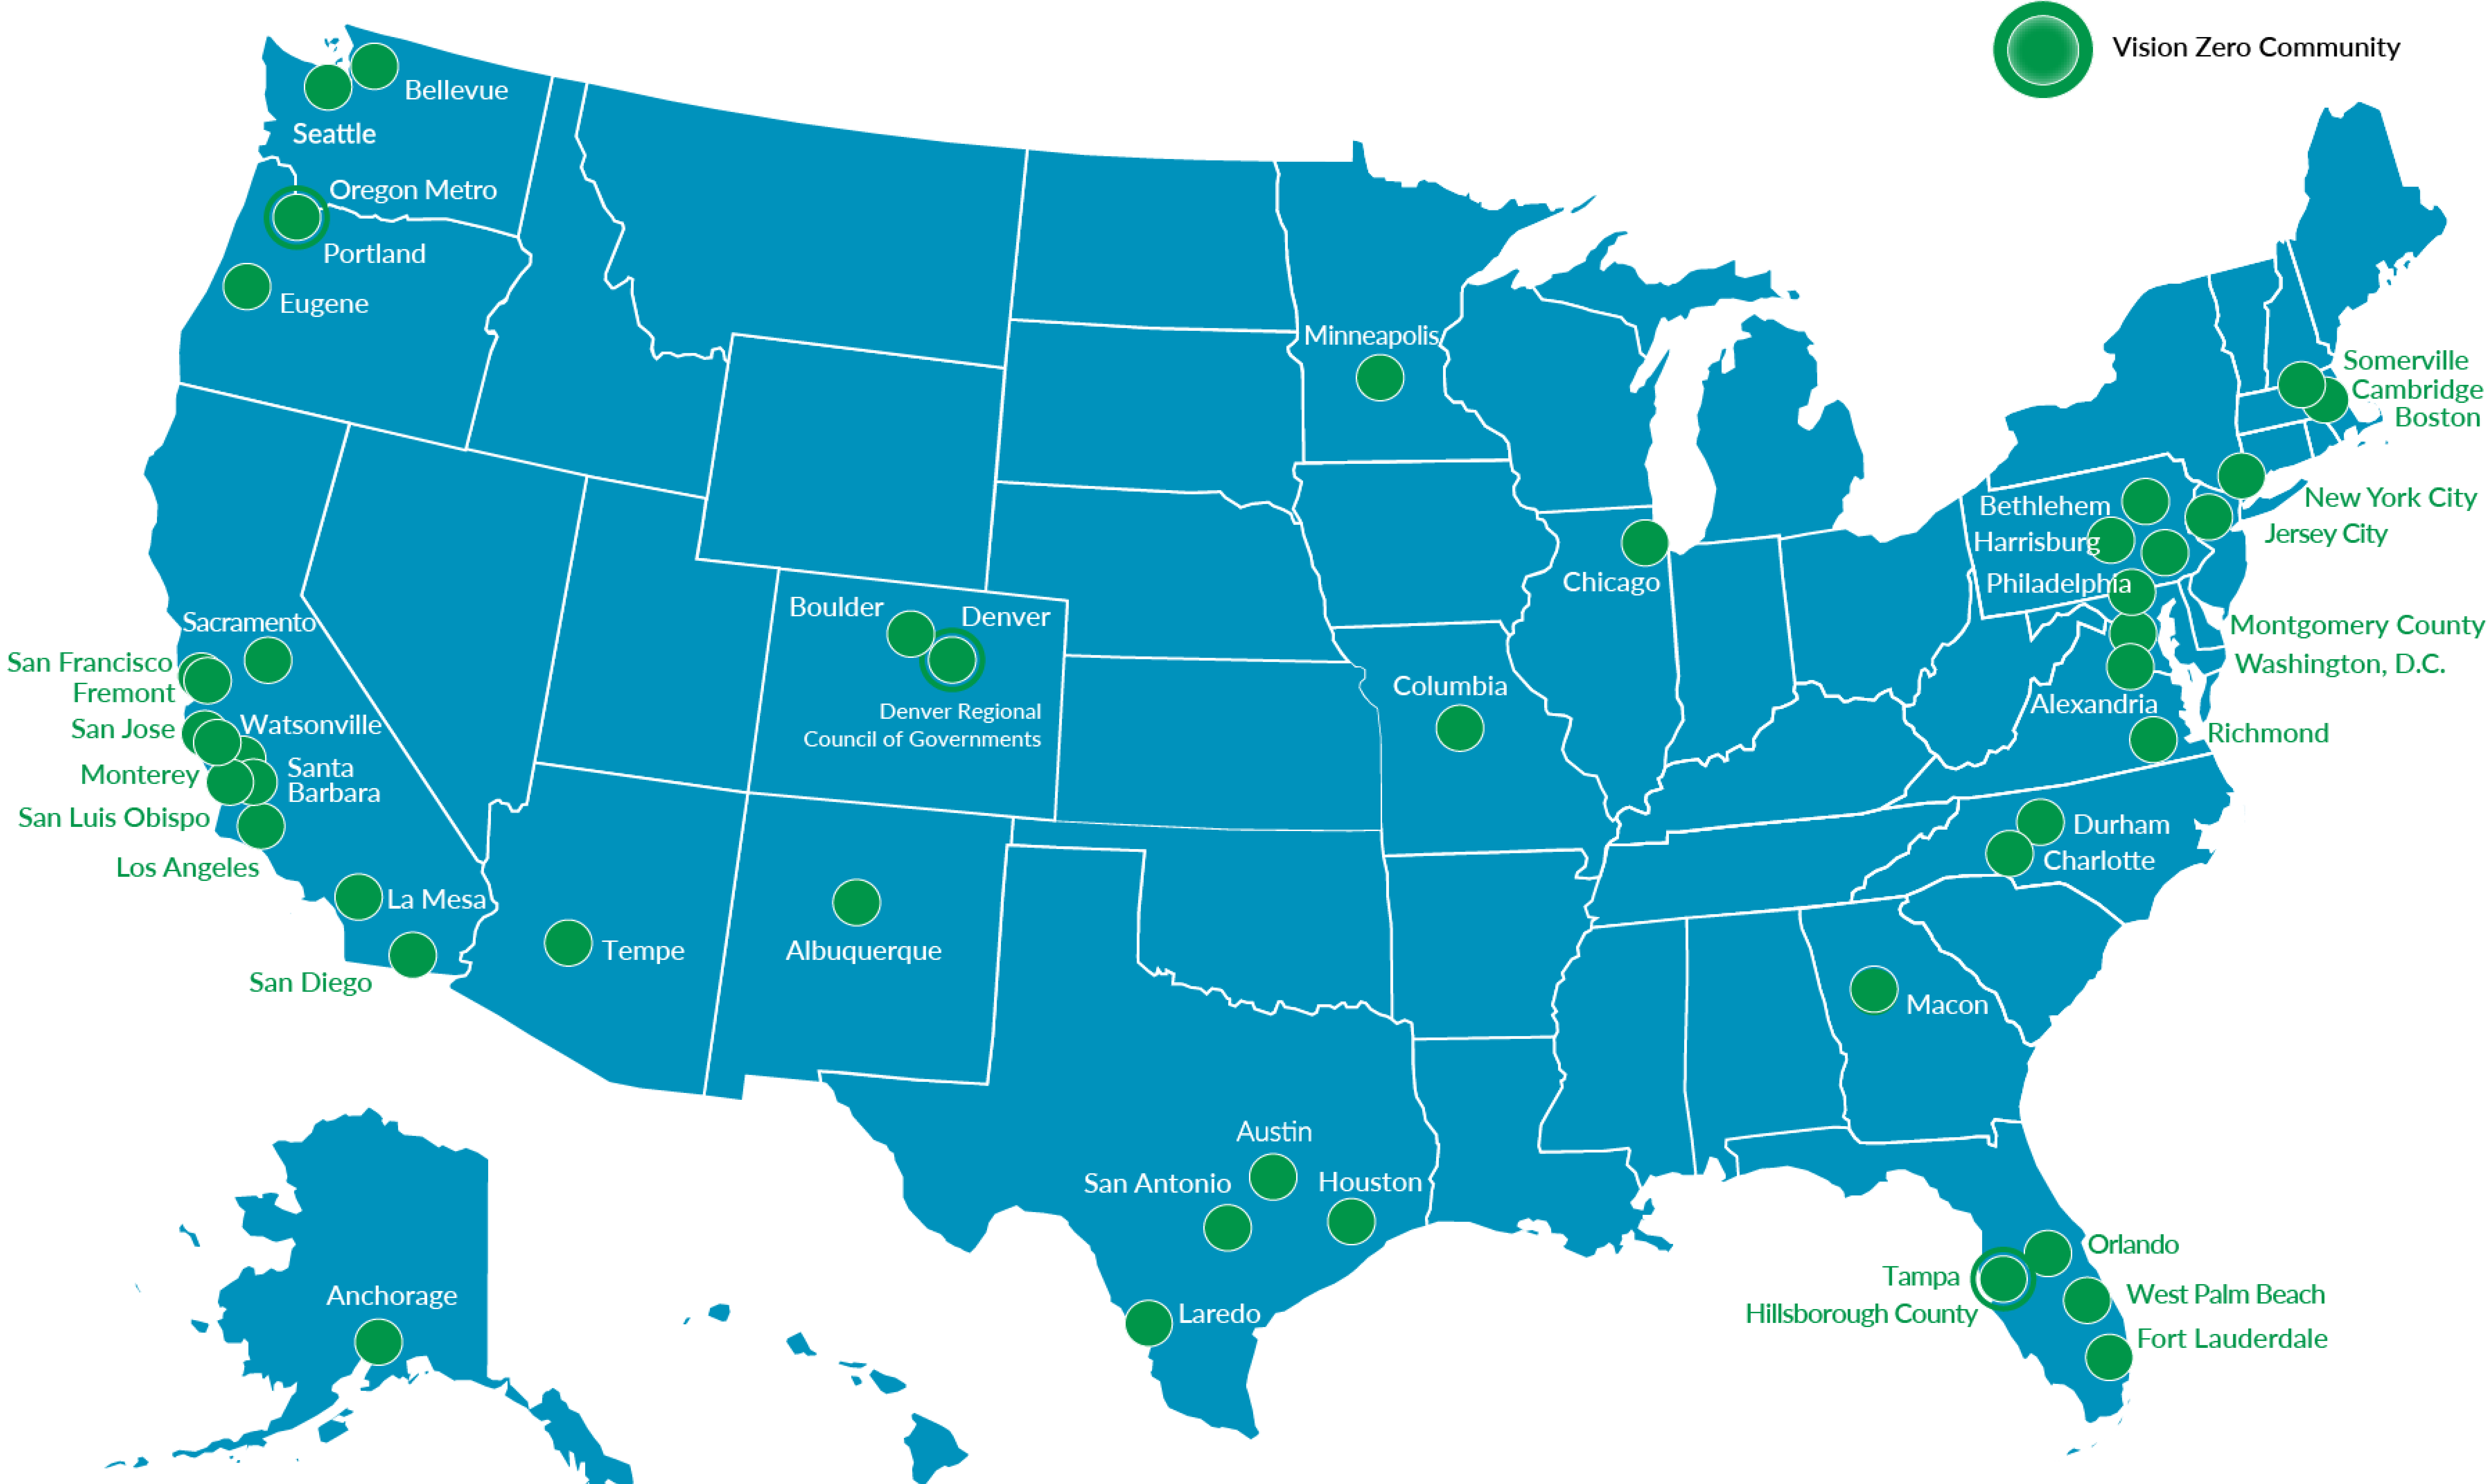 Vision Zero Community
Bellevue
Seattle
Oregon Metro
Portland
Eugene
Minneapolis
Somerville
Cambridge
Boston
New York City
Bethlehem
Jersey City
Harrisburg
Chicago
Philadelphia
Boulder
Denver
Sacramento
Montgomery County
San Francisco
Washington, D.C.
Fremont
Columbia
Alexandria
Denver Regional
Council of Governments
Watsonville
San Jose
Richmond
Santa
Barbara
Monterey
San Luis Obispo
Durham
Charlotte
Los Angeles
La Mesa
Tempe
Albuquerque
San Diego
Macon
Austin
San Antonio
Houston
Orlando
Tampa
Hillsborough County
West Palm Beach
Fort Lauderdale
Anchorage
Laredo